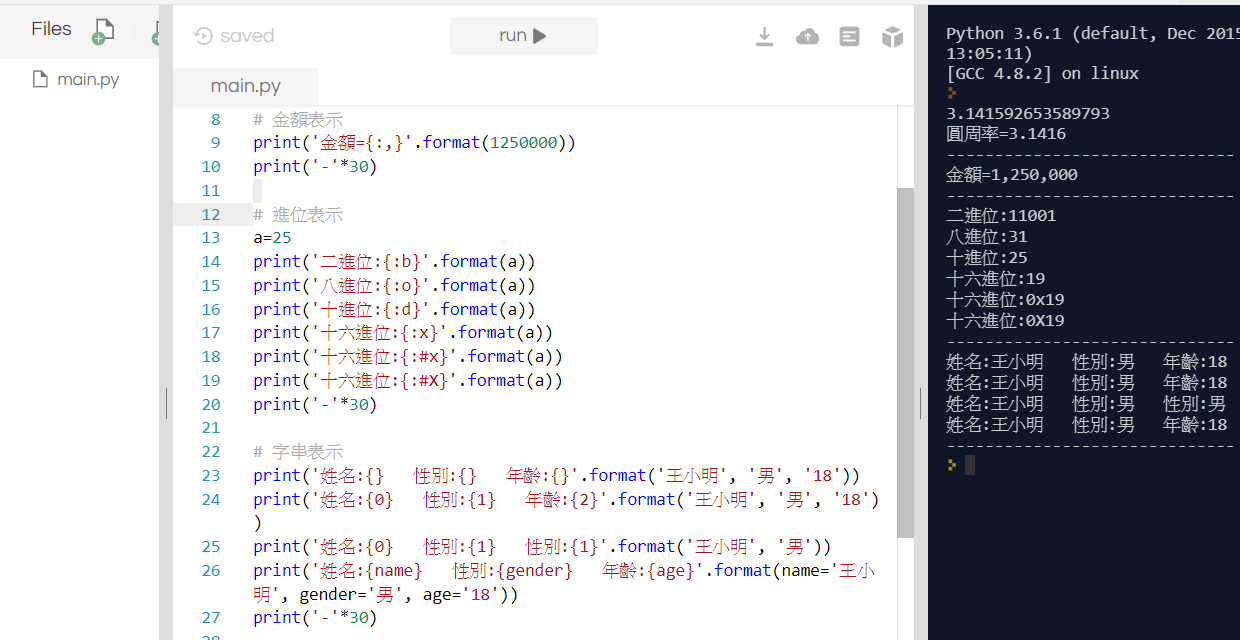 Files
main.py
saved
run
main.py
8 # 金額表示
9 print('金額={:,}'.format(1250000))
10 print('-'*30)
11
12 # 進位表示
13 a=25
14 print('二進位:{:b}'.format(a))
15 print('八進位:{:o}'.format(a))
16 print('十進位:{:d}'.format(a))
17 print('十六進位:{:x}'.format(a))
18 print('十六進位:{:#x}'.format(a))
19 print('十六進位:{:#X}'.format(a))
20 print('-'*30)
21
22 # 字串表示
23 print('姓名:{}   性別:{}   年齡:{}'.format('王小明', '男', '18'))
24 print('姓名:{0}   性別:{1}   年齡:{2}'.format('王小明', '男', '18')
)
25 print('姓名:{0}   性別:{1}   性別:{1}'.format('王小明', '男'))
26 print('姓名:{name}   性別:{gender}   年齡:{age}'.format(name='王小
明', gender='男', age='18'))
27 print('-'*30)
Python 3.6.1 (default, Dec 2015
13:05:11)
[GCC 4.8.2] on linux
3.141592653589793
圓周率=3.1416
------------------------------
金額=1,250,000
------------------------------
二進位:11001
八進位:31
十進位:25
十六進位:19
十六進位:0x19
十六進位:0X19
------------------------------
姓名:王小明   性別:男   年齡:18
姓名:王小明   性別:男   年齡:18
姓名:王小明   性別:男   性別:男
姓名:王小明   性別:男   年齡:18
------------------------------